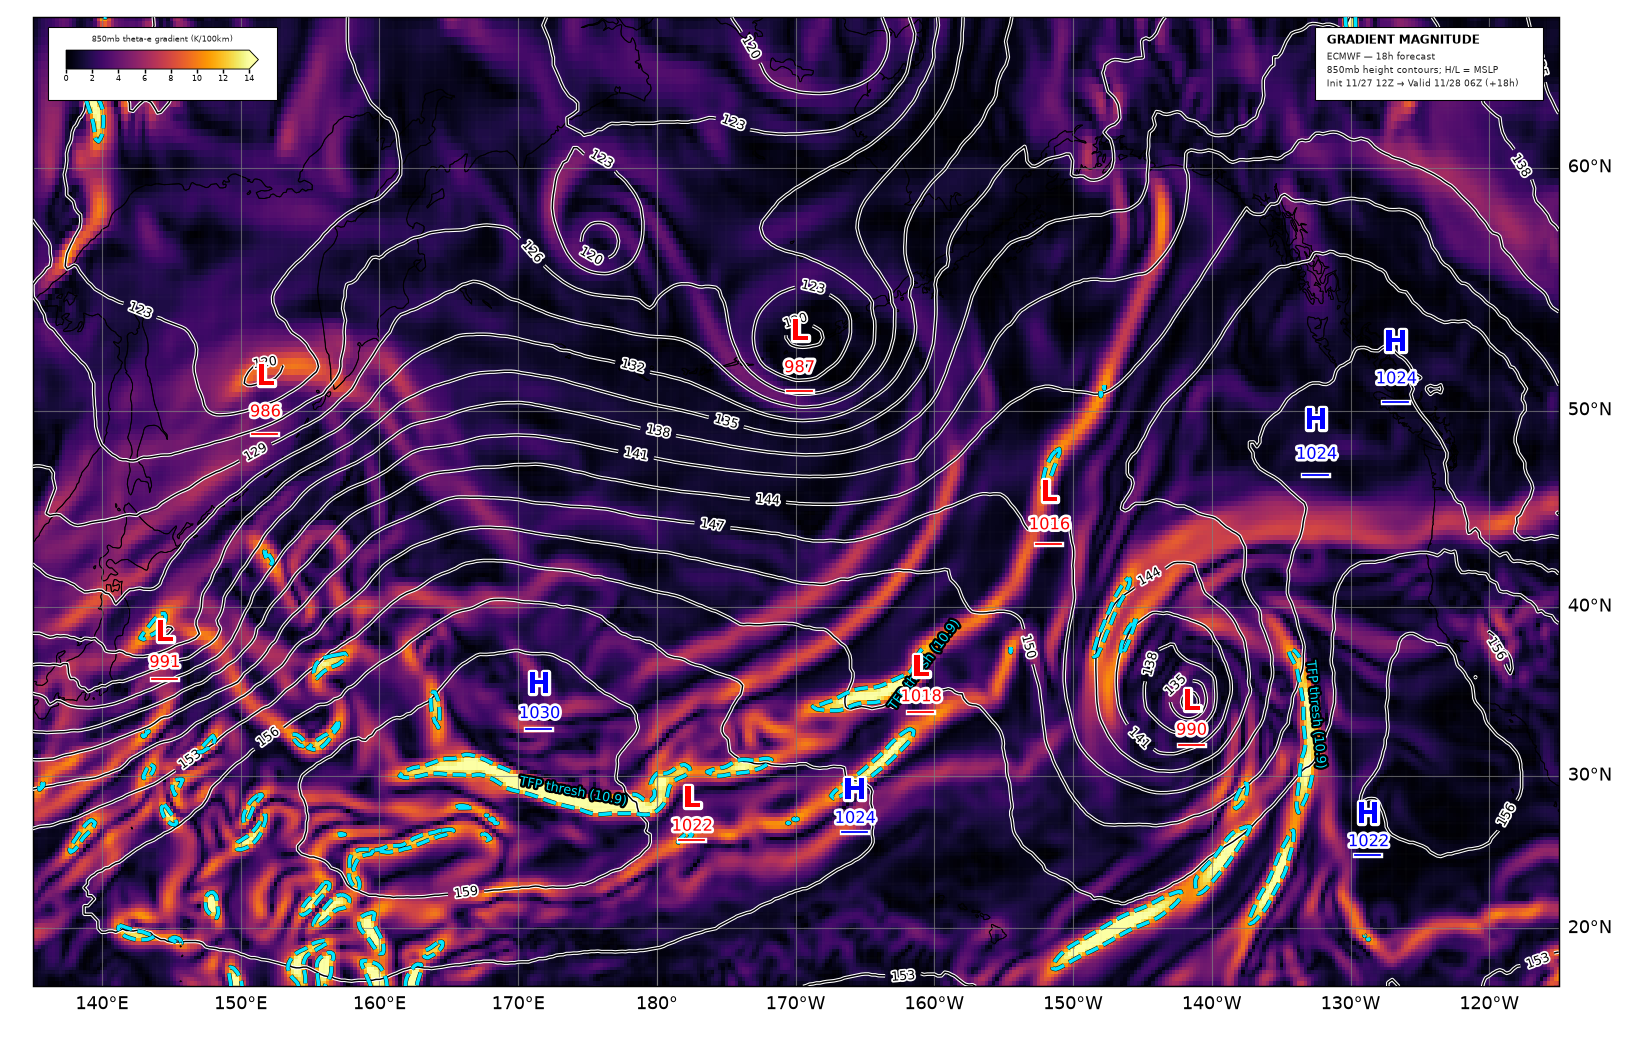 850mb theta-e gradient (K/100km)
0 2 4 6 8 10 12 14
GRADIENT MAGNITUDE
ECMWF — 18h forecast
850mb height contours; H/L = MSLP
Init 11/27 12Z → Valid 11/28 06Z (+18h)
120
123
138
60°N
123
126
120
123
123
L
987
H
1024
120
L
986
132
135
138
129
141
50°N
H
1024
144
147
L
1016
144
40°N
L
991
150
138
156
H
1030
L
1018
TFP thresh (10.9)
135
L
990
141
156
153
30°N
TFP thresh (10.9)
L
1022
H
1024
H
1022
156
159
20°N
153
153
140°E 150°E 160°E 170°E 180° 170°W 160°W 150°W 140°W 130°W 120°W